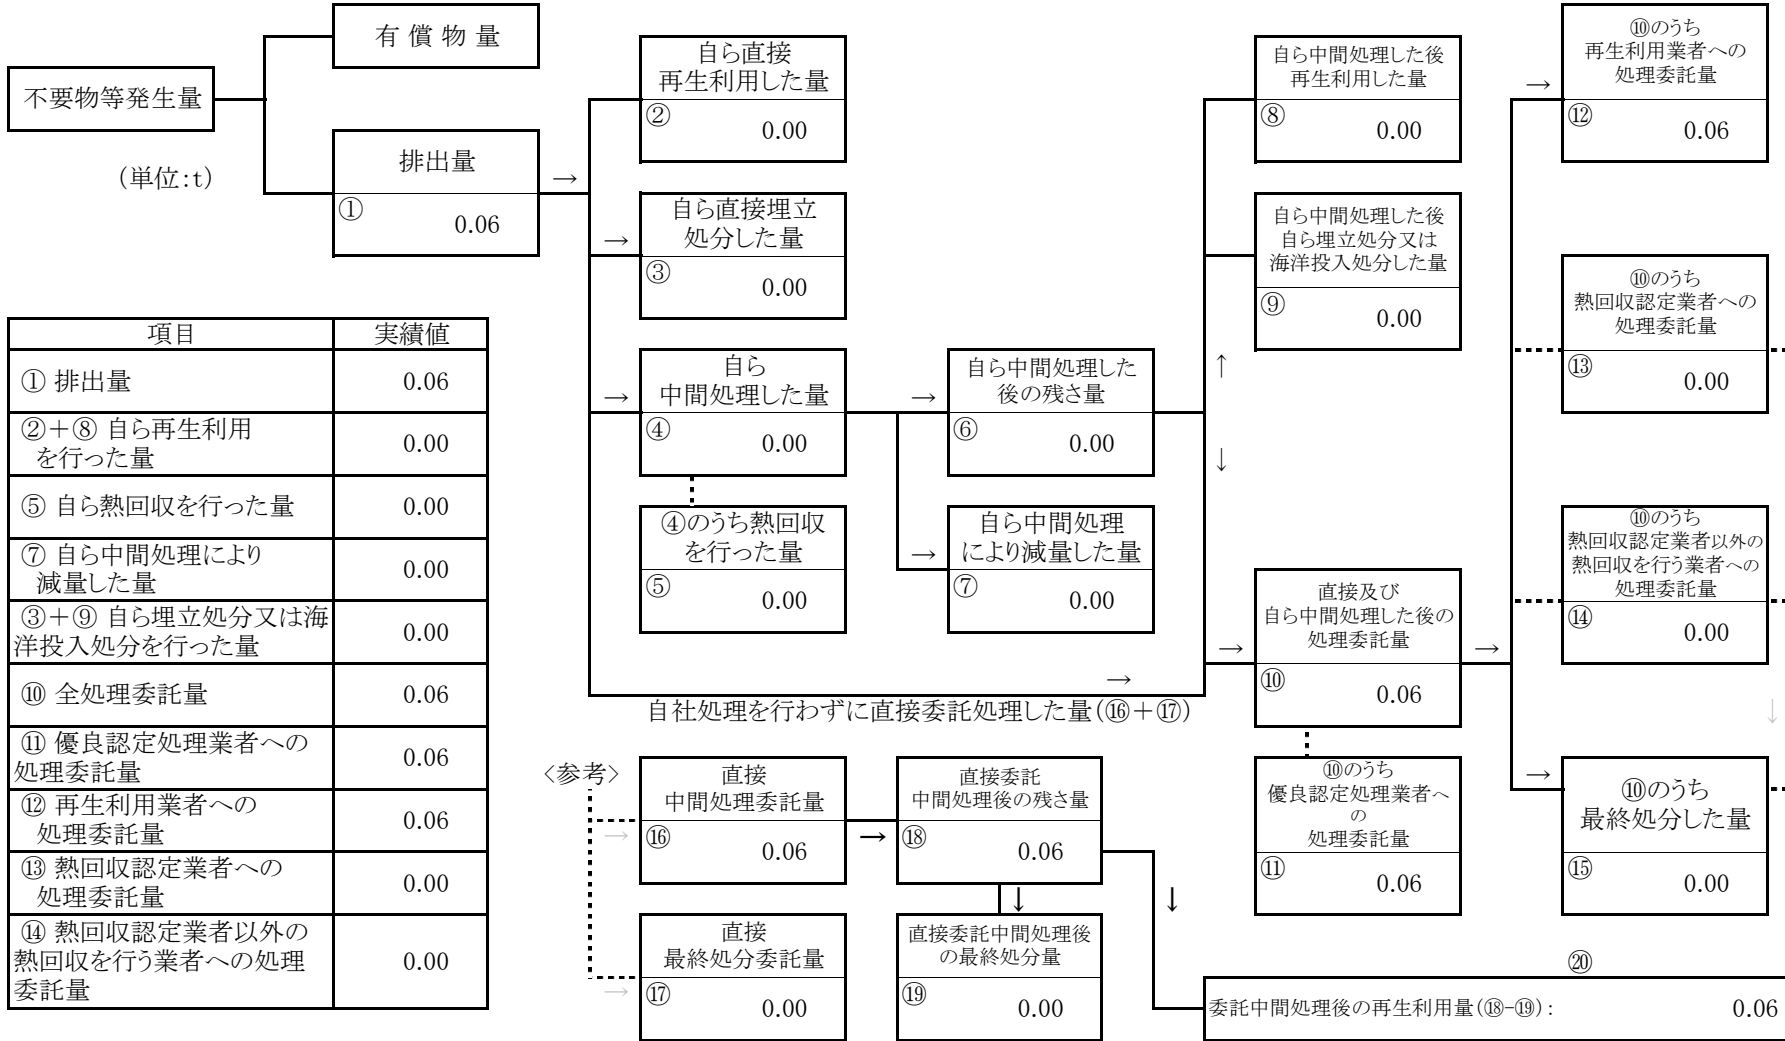 不要物等発生量
(単位:t)
有 償 物 量
排出量
①
0.06
→
自ら直接
再生利用した量
②
0.00
→
自ら直接埋立
処分した量
③
0.00
→
自ら
中間処理した量
④
0.00
④のうち熱回収
を行った量
⑤
0.00
→
自ら中間処理した
後の残さ量
⑥
0.00
→
自ら中間処理
により減量した量
⑦
0.00
↑
↓
自ら中間処理した後
再生利用した量
⑧
0.00
自ら中間処理した後
自ら埋立処分又は
海洋投入処分した量
⑨
0.00
→
自社処理を行わずに直接委託処理した量(⑯+⑰)
→
直接及び
自ら中間処理した後の
処理委託量
⑩
0.06
→
⑩のうち
優良認定処理業者へ
の
処理委託量
⑪
0.06
→
⑩のうち
再生利用業者への
処理委託量
⑫
0.06
⑩のうち
熱回収認定業者への
処理委託量
⑬
0.00
⑩のうち
熱回収認定業者以外の
熱回収を行う業者への
処理委託量
⑭
0.00
↓
→
⑩のうち
最終処分した量
⑮
0.00
項目 実績値
① 排出量 0.06
②+⑧ 自ら再生利用
を行った量 0.00
⑤ 自ら熱回収を行った量 0.00
⑦ 自ら中間処理により
減量した量 0.00
③+⑨ 自ら埋立処分又は海
洋投入処分を行った量 0.00
⑩ 全処理委託量 0.06
⑪ 優良認定処理業者への
処理委託量 0.06
⑫ 再生利用業者への
処理委託量 0.06
⑬ 熱回収認定業者への
処理委託量 0.00
⑭ 熱回収認定業者以外の
熱回収を行う業者への処理
委託量 0.00
<参考>
→
直接
中間処理委託量
⑯
0.06
→
直接委託
中間処理後の残さ量
⑱
0.06
↓
↓
→
直接
最終処分委託量
⑰
0.00
直接委託中間処理後
の最終処分量
⑲
0.00
⑳
委託中間処理後の再生利用量(⑱-⑲): 0.06